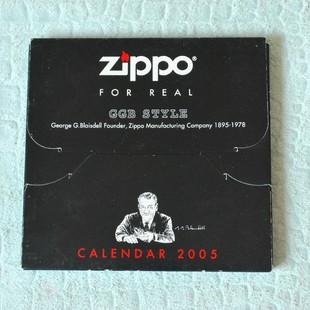 zippo®
FOR REAL
GGB STYLE
George G.Blaisdell Founder, Zippo Manufacturing Company 1895-1978
CALENDAR 2005